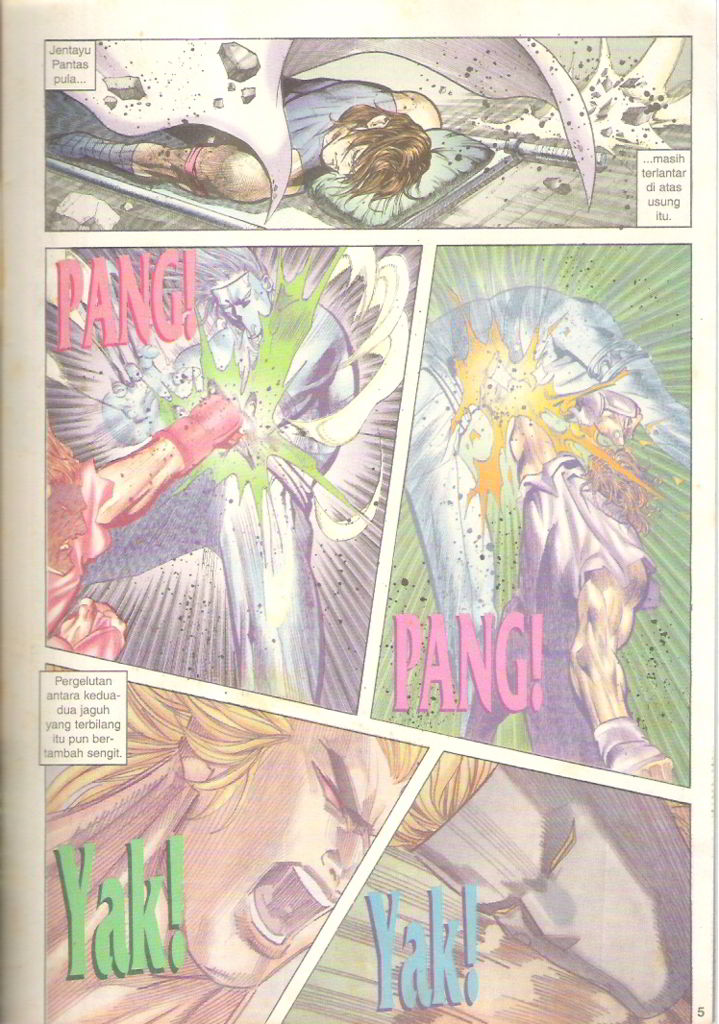 Jentayu
Pantas
pula...
...masih
terlantar
di atas
usung
itu.
PANG!
PANG!
Pergelutan
antara kedua-
dua jaguh
yang terbilang
itu pun ber-
tambah sengit.
Yak!
Yak!
5